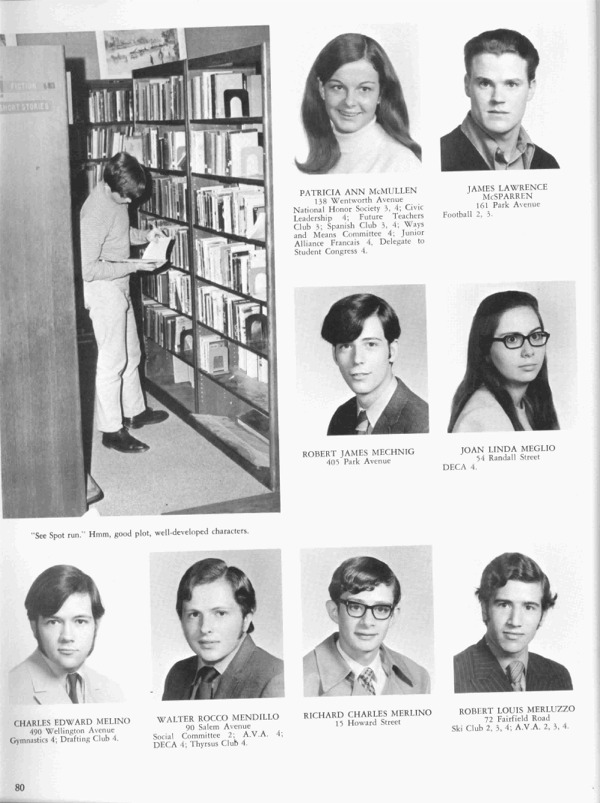 FICTION
SHORT STORIES
PATRICIA ANN McMULLEN
138 Wentworth Avenue
National Honor Society 3, 4; Civic
Leadership 4; Future Teachers
Club 3; Spanish Club 3, 4; Ways
and Means Committee 4; Junior
Alliance Francais 4, Delegate to
Student Congress 4.
JAMES LAWRENCE
McSPARREN
161 Park Avenue
Football 2, 3.
ROBERT JAMES MECHNIG
405 Park Avenue
JOAN LINDA MEGLIO
54 Randall Street
DECA 4.
"See Spot run." Hmm, good plot, well-developed characters.
CHARLES EDWARD MELINO
490 Wellington Avenue
Gymnastics 4; Drafting Club 4.
WALTER ROCCO MENDILLO
90 Salem Avenue
Social Committee 2; A.V.A. 4;
DECA 4; Thyrsus Club 4.
RICHARD CHARLES MERLINO
15 Howard Street
ROBERT LOUIS MERLUZZO
72 Fairfield Road
Ski Club 2, 3, 4; A.V.A. 2, 3, 4.
80